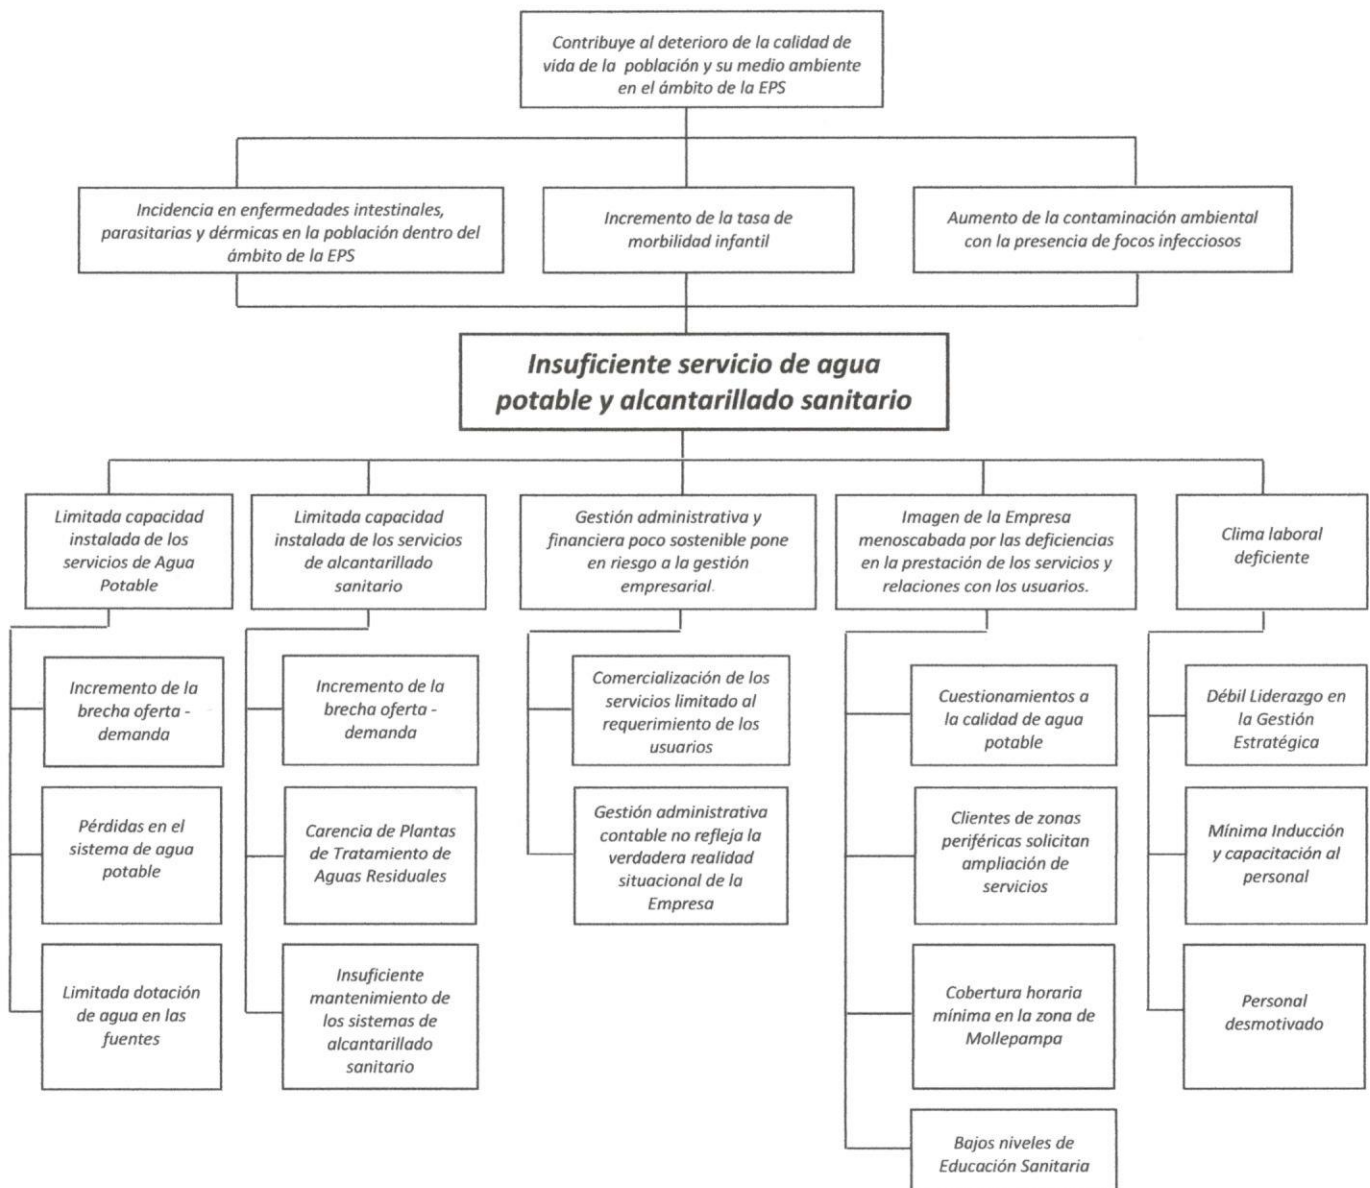 Contribuye al deterioro de la calidad de
vida de la población y su medio ambiente
en el ámbito de la EPS
Incidencia en enfermedades intestinales,
parasitarias y dérmicas en la población dentro del
ámbito de la EPS
Incremento de la tasa de
morbilidad infantil
Aumento de la contaminación ambiental
con la presencia de focos infecciosos
Insuficiente servicio de agua
potable y alcantarillado sanitario
Limitada capacidad
instalada de los
servicios de Agua
Potable
Limitada capacidad
instalada de los servicios
de alcantarillado
sanitario
Gestión administrativa y
financiera poco sostenible pone
en riesgo a la gestión
empresarial.
Imagen de la Empresa
menoscabada por las deficiencias
en la prestación de los servicios y
relaciones con los usuarios.
Clima laboral
deficiente
Incremento de la
brecha oferta -
demanda
Pérdidas en el
sistema de agua
potable
Limitada dotación
de agua en las
fuentes
Incremento de la
brecha oferta -
demanda
Carencia de Plantas
de Tratamiento de
Aguas Residuales
Insuficiente
mantenimiento de
los sistemas de
alcantarillado
sanitario
Comercialización de los
servicios limitado al
requerimiento de los
usuarios
Gestión administrativa
contable no refleja la
verdadera realidad
situacional de la
Empresa
Cuestionamientos a
la calidad de agua
potable
Clientes de zonas
periféricas solicitan
ampliación de
servicios
Cobertura horaria
mínima en la zona de
Mollepampa
Bajos niveles de
Educación Sanitaria
Débil Liderazgo en
la Gestión
Estratégica
Mínima Inducción
y capacitación al
personal
Personal
desmotivado